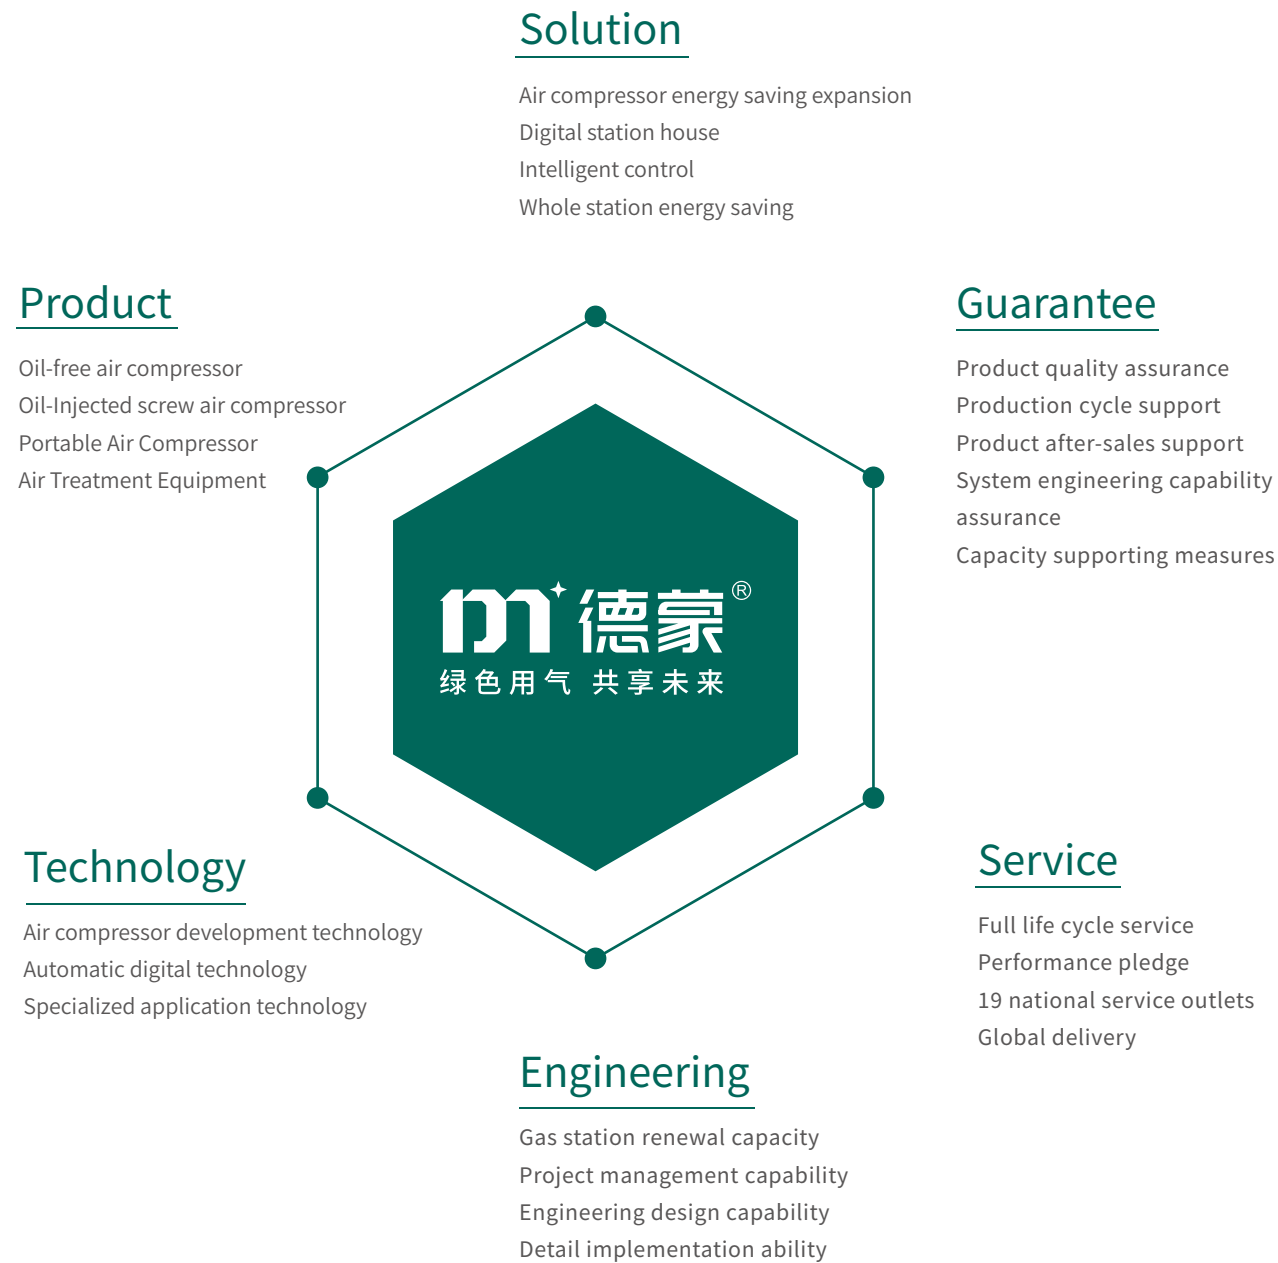 Solution
Air compressor energy saving expansion
Digital station house
Intelligent control
Whole station energy saving
Product
Oil-free air compressor
Oil-Injected screw air compressor
Portable Air Compressor
Air Treatment Equipment
Guarantee
Product quality assurance
Production cycle support
Product after-sales support
System engineering capability
assurance
Capacity supporting measures
m 德蒙®
绿色用气 共享未来
Technology
Air compressor development technology
Automatic digital technology
Specialized application technology
Service
Full life cycle service
Performance pledge
19 national service outlets
Global delivery
Engineering
Gas station renewal capacity
Project management capability
Engineering design capability
Detail implementation ability